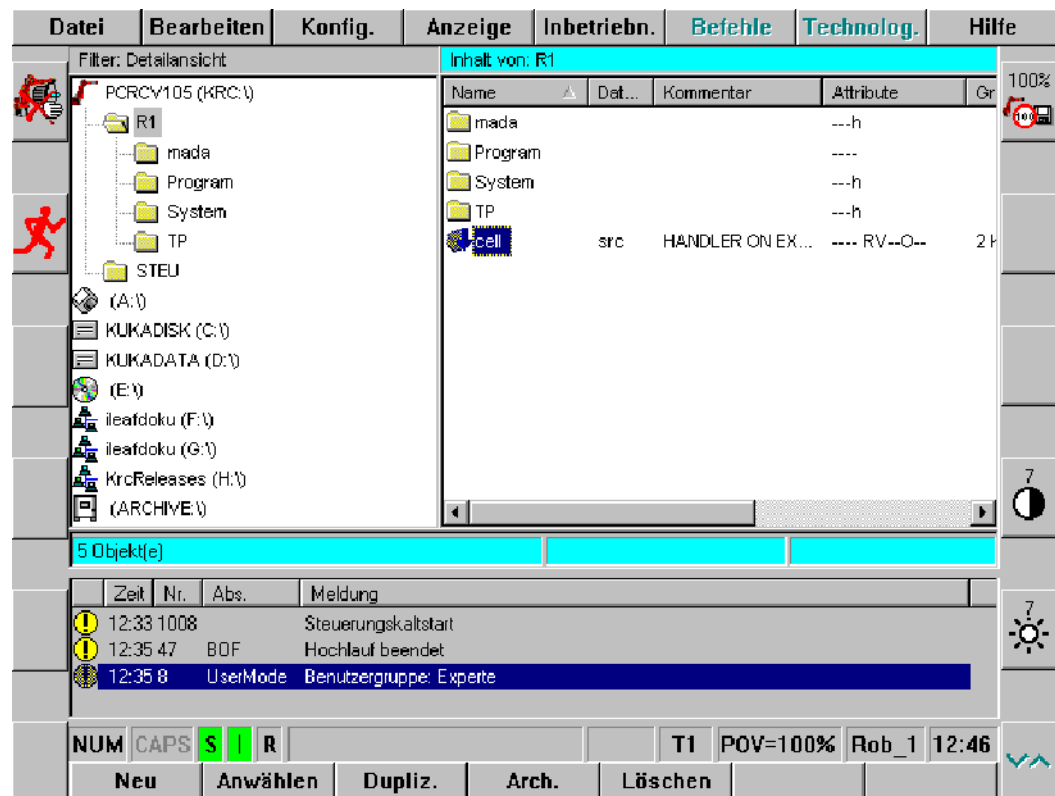 Datei Bearbeiten Konfig. Anzeige Inbetriebn. Befehle Technolog. Hilfe
Filter: Detailansicht Inhalt von: R1
100%
PCRCV105 (KRC:\) Name Dat... Kommentar Attribute Gr
R1 mada ---h
mada Program ----
Program System ---h
System TP ---h
TP cell src HANDLER ON EX... ---- RV--O-- 2 K
STEU
(A:\)
KUKADISK (C:\)
KUKADATA (D:\)
(E:\)
ileafdoku (F:\)
ileafdoku (G:\)
KrcReleases (H:\)
(ARCHIVE:\)
7
5 Objekt(e)
Zeit Nr. Abs. Meldung
12:33 1008 Steuerungskaltstart
12:35 47 BOF Hochlauf beendet
12:35 8 UserMode Benutzergruppe: Experte
7
NUM CAPS S I R T1 POV=100% Rob_1 12:46
Neu Anwählen Dupliz. Arch. Löschen